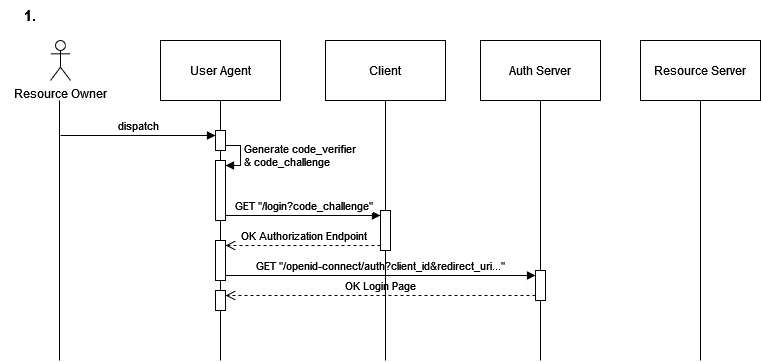 1.
Resource Owner
User Agent
Client
Auth Server
Resource Server
dispatch
Generate code_verifier
& code_challenge
GET "/login?code_challenge"
OK Authorization Endpoint
GET "/openid-connect/auth?client_id&redirect_uri..."
OK Login Page